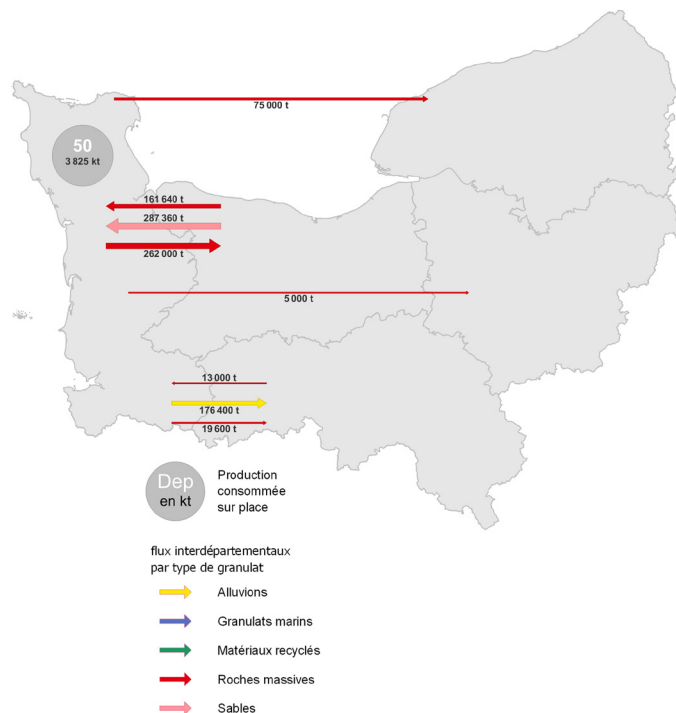 75 000 t
50
3 825 kt
161 640 t
287 360 t
262 000 t
5 000 t
13 000 t
176 400 t
19 600 t
Dep
en kt
Production
consommée
sur place
flux interdépartementaux
par type de granulat
Alluvions
Granulats marins
Matériaux recyclés
Roches massives
Sables